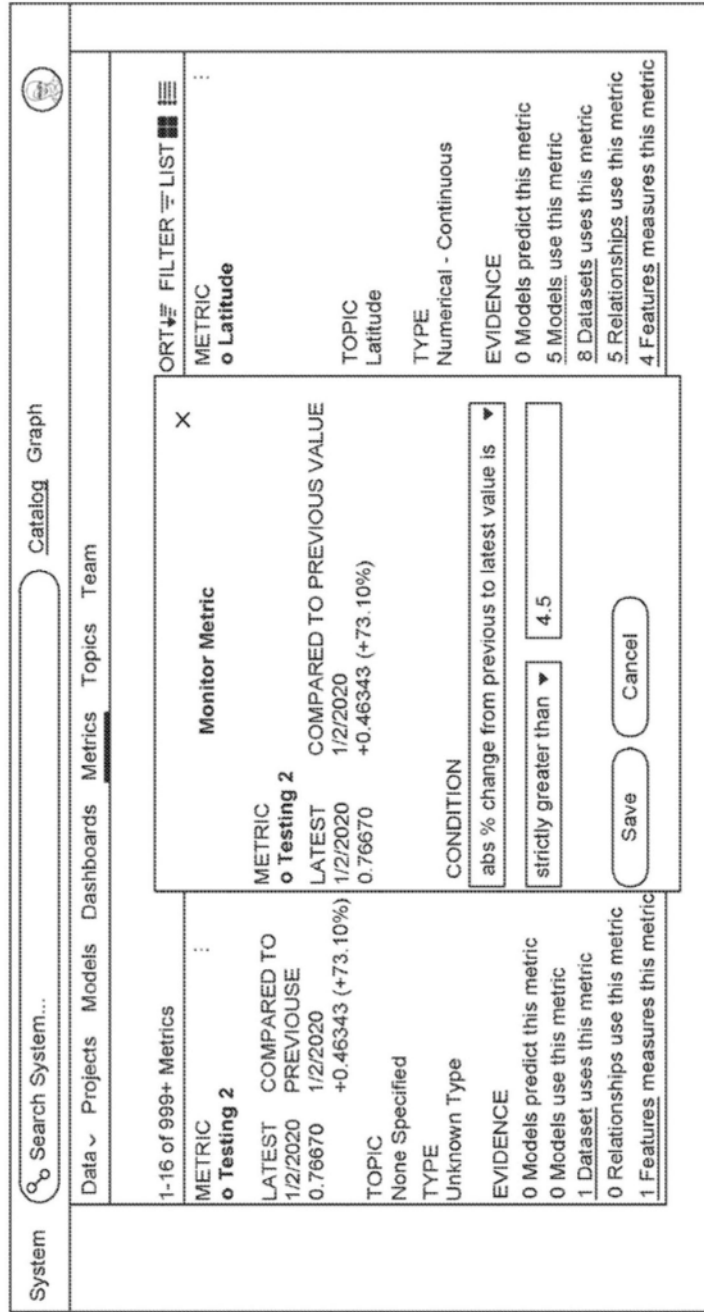 System
Search System...
Catalog Graph
Data Projects Models Dashboards Metrics Topics Team
1-16 of 999+ Metrics
ORT FILTER LIST
METRIC
o Testing 2
LATEST COMPARED TO
1/2/2020 PREVIOUSE
0.76670 1/2/2020
+0.46343 (+73.10%)
TOPIC
None Specified
TYPE
Unknown Type
EVIDENCE
0 Models predict this metric
0 Models use this metric
1 Dataset uses this metric
0 Relationships use this metric
1 Features measures this metric
Monitor Metric
X
METRIC
o Testing 2
LATEST COMPARED TO PREVIOUS VALUE
1/2/2020 1/2/2020
0.76670 +0.46343 (+73.10%)
CONDITION
abs % change from previous to latest value is
strictly greater than 4.5
Save Cancel
METRIC
o Latitude
TOPIC
Latitude
TYPE
Numerical - Continuous
EVIDENCE
0 Models predict this metric
5 Models use this metric
8 Datasets uses this metric
5 Relationships use this metric
4 Features measures this metric